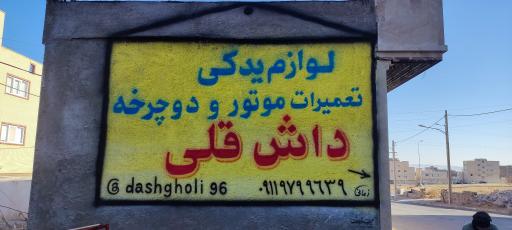 لوازم یدکی
تعمیرات موتور و دوچرخه
داش قلی
@ dashgholi 96 ۰۹۱۱۹۷۹۹۶۳۹